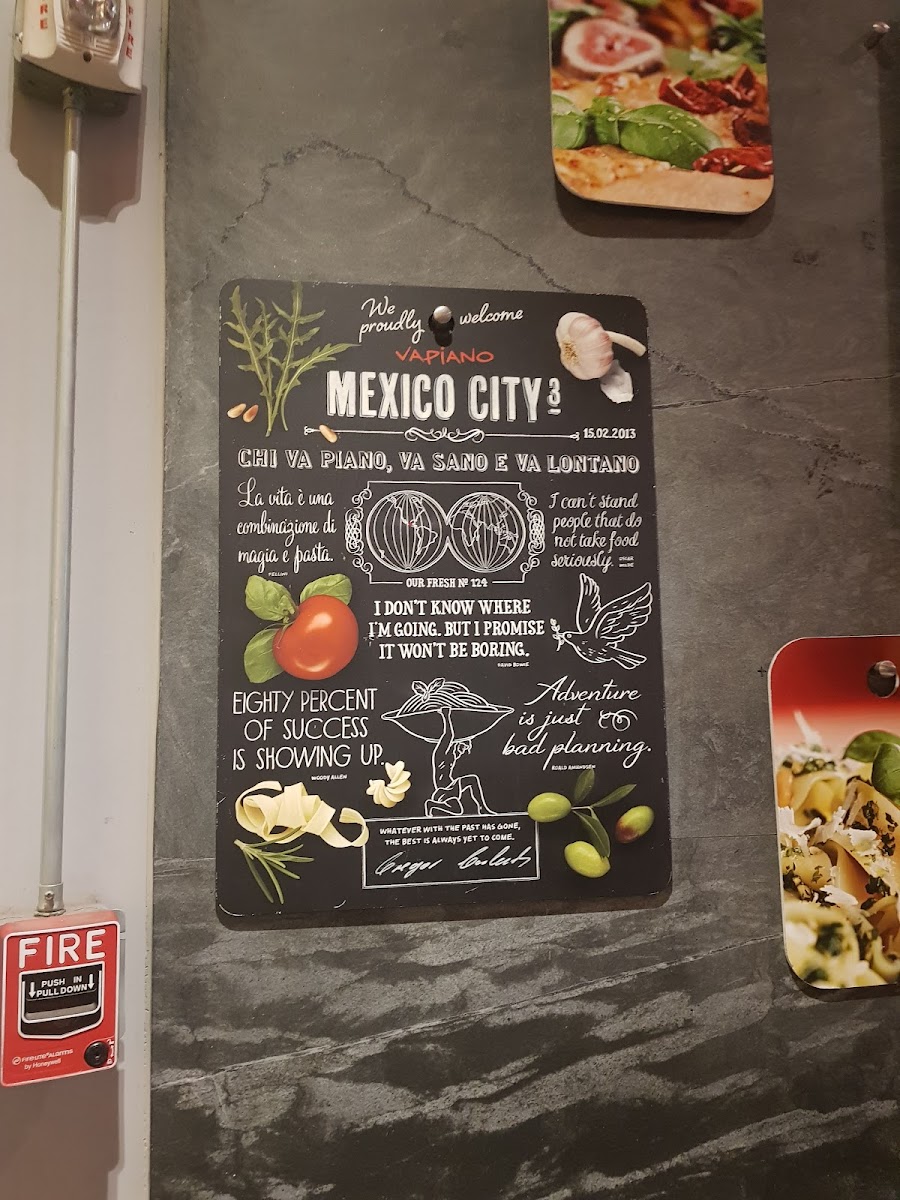 FIRE
FIRE
We
proudly welcome
VAPIANO
MEXICO CITY 3
15.02.2013
CHI VA PIANO, VA SANO E VA LONTANO
La vita è una
combinazione di
magia e pasta.
FELLINI
OUR FRESH Nº 124
I can't stand
people that do
not take food
seriously.
OSCAR
WILDE
I DON'T KNOW WHERE
I'M GOING. BUT I PROMISE
IT WON'T BE BORING.
DAVID BOWIE
EIGHTY PERCENT
OF SUCCESS
IS SHOWING UP.
WOODY ALLEN
Adventure
is just
bad planning.
ROALD AMUNDSEN
WHATEVER WITH THE PAST HAS GONE,
THE BEST IS ALWAYS YET TO COME.
FIRE
PUSH IN
PULL DOWN
FIRE-LITE ALARMS
by Honeywell